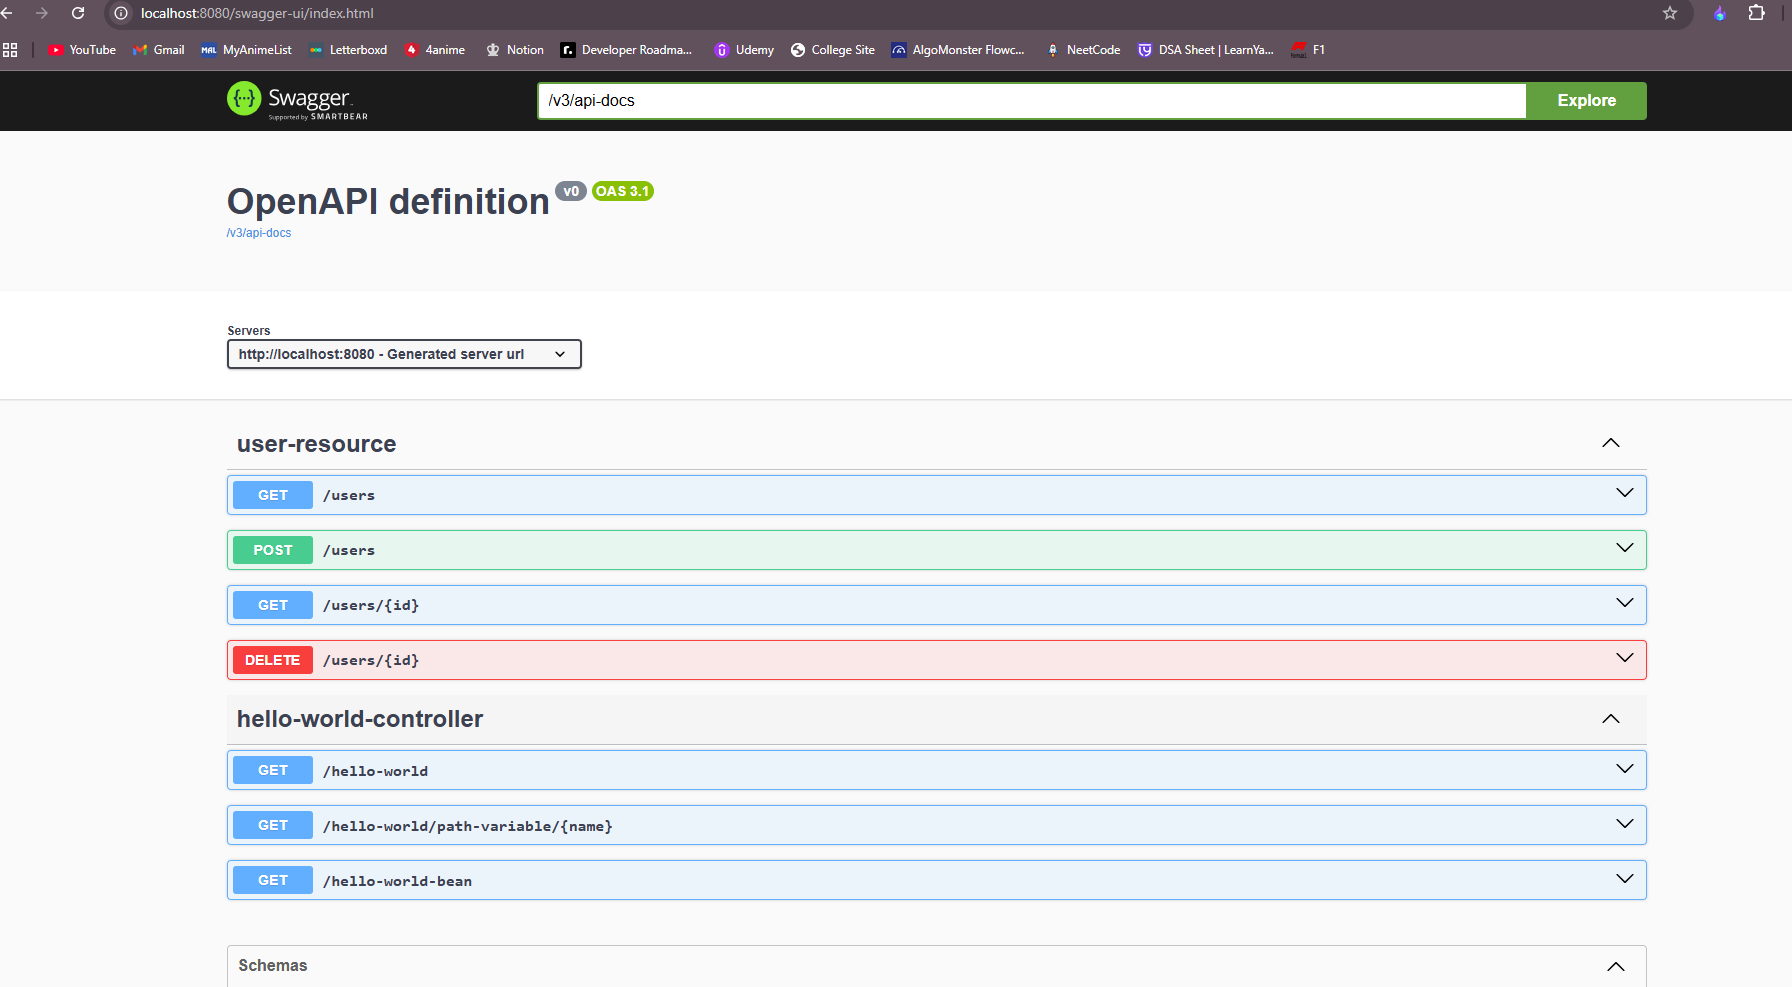 localhost:8080/swagger-ui/index.html
YouTube Gmail MAL MyAnimeList Letterboxd 4anime Notion r. Developer Roadma... Udemy College Site AlgoMonster Flowc... NeetCode DSA Sheet | LearnYa... F1
{···} Swagger
Supported by SMARTBEAR
/v3/api-docs
Explore
OpenAPI definition v0 OAS 3.1
/v3/api-docs
Servers
http://localhost:8080 - Generated server url
user-resource
GET /users
POST /users
GET /users/{id}
DELETE /users/{id}
hello-world-controller
GET /hello-world
GET /hello-world/path-variable/{name}
GET /hello-world-bean
Schemas